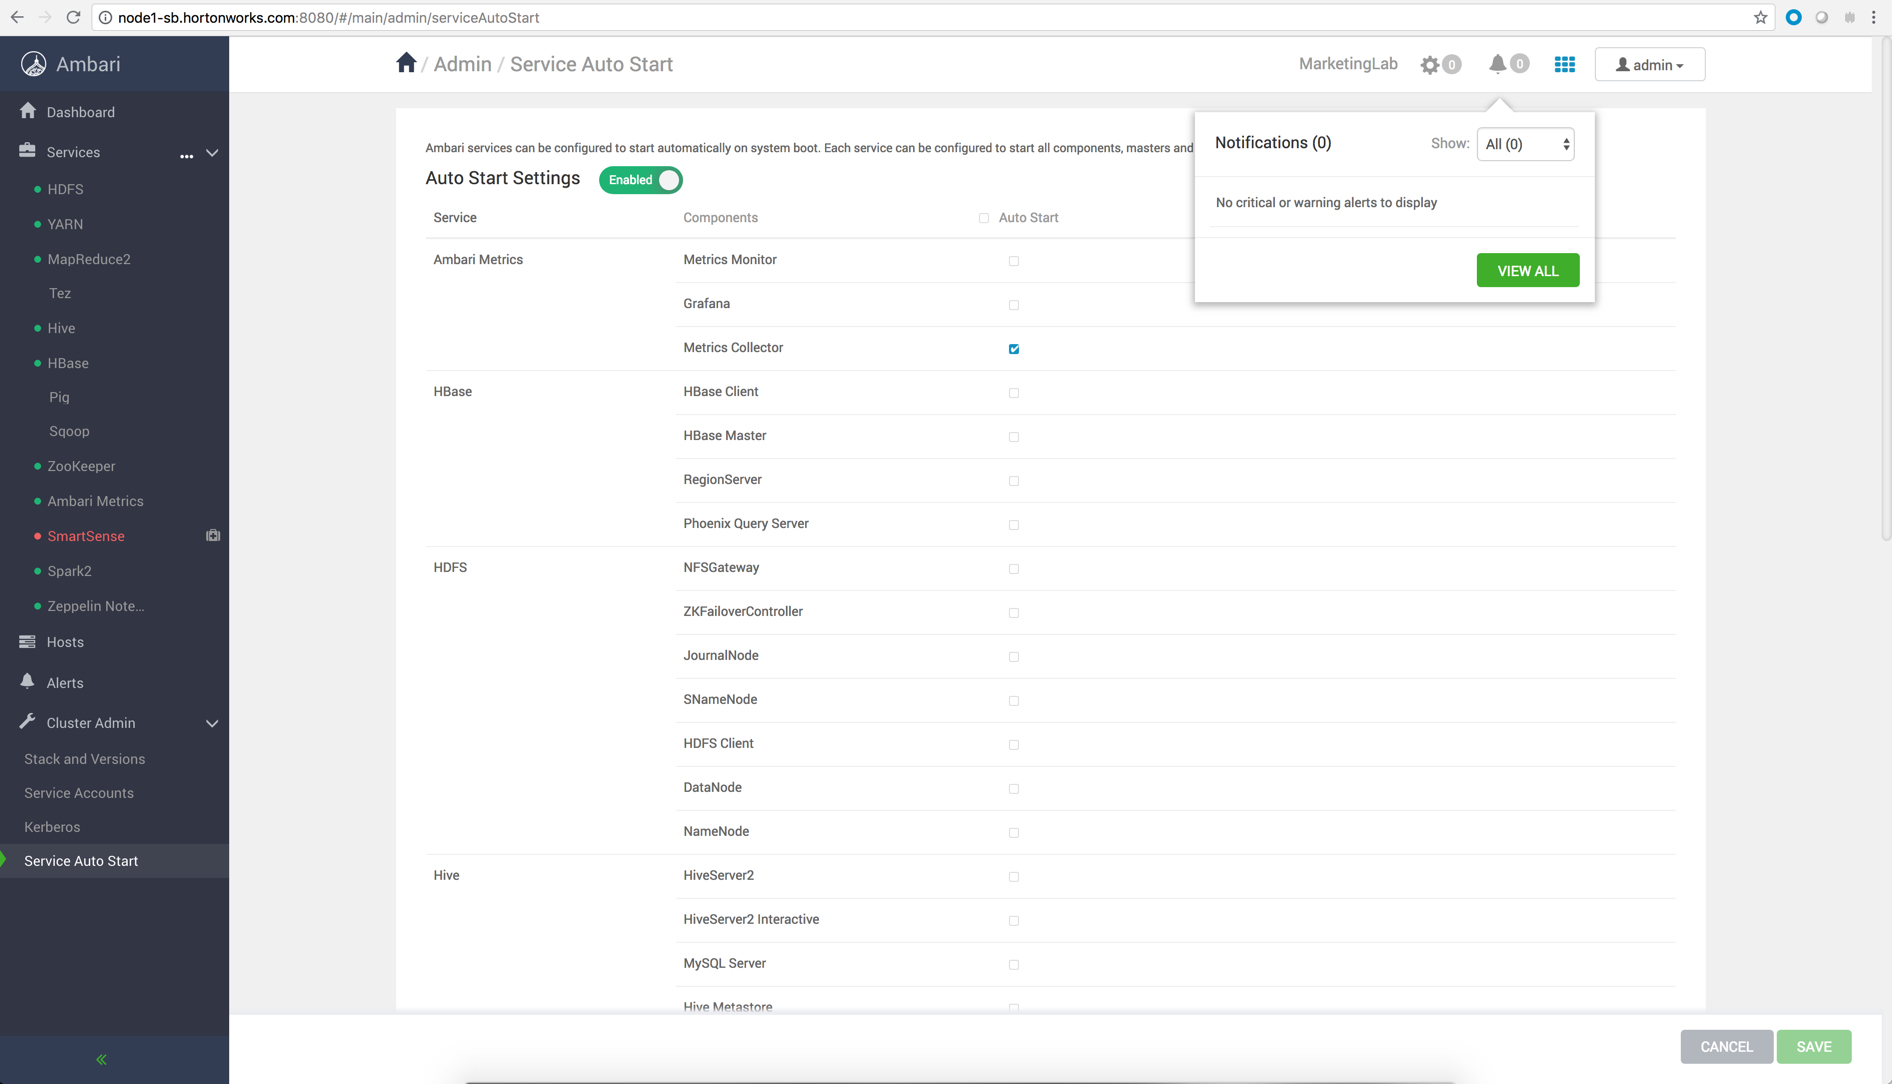 node1-sb.hortonworks.com:8080/#/main/admin/serviceAutoStart
Ambari
/ Admin / Service Auto Start
MarketingLab
0
0
admin
Dashboard
Services
...
HDFS
YARN
MapReduce2
Tez
Hive
HBase
Pig
Sqoop
ZooKeeper
Ambari Metrics
SmartSense
Spark2
Zeppelin Note...
Hosts
Alerts
Cluster Admin
Stack and Versions
Service Accounts
Kerberos
Service Auto Start
Ambari services can be configured to start automatically on system boot. Each service can be configured to start all components, masters and
Auto Start Settings
Enabled
Service Components Auto Start
Ambari Metrics Metrics Monitor
Grafana
Metrics Collector
HBase HBase Client
HBase Master
RegionServer
Phoenix Query Server
HDFS NFSGateway
ZKFailoverController
JournalNode
SNameNode
HDFS Client
DataNode
NameNode
Hive HiveServer2
HiveServer2 Interactive
MySQL Server
Hive Metastore
Notifications (0)
Show: All (0)
No critical or warning alerts to display
VIEW ALL
CANCEL
SAVE